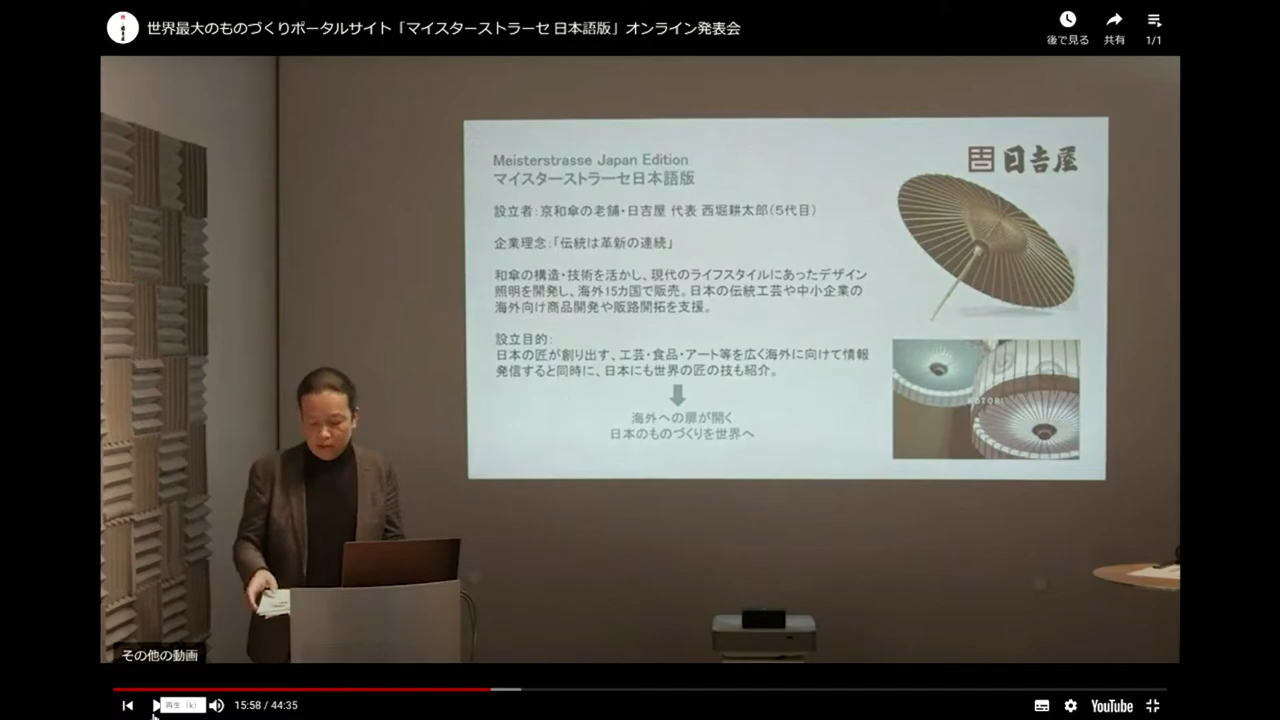 世界最大のものづくりポータルサイト「マイスターストラーセ 日本語版」オンライン発表会
後で見る
共有
1/1
日吉屋
Meisterstrasse Japan Edition
マイスターストラーセ日本語版
設立者：京和傘の老舗・日吉屋 代表 西堀耕太郎（5代目）
企業理念：「伝統は革新の連続」
和傘の構造・技術を活かし、現代のライフスタイルにあったデザイン
照明を開発し、海外15カ国で販売。日本の伝統工芸や中小企業の
海外向け商品開発や販路開拓を支援。
設立目的：
日本の匠が創り出す、工芸・食品・アート等を広く海外に向けて情報
発信すると同時に、日本にも世界の匠の技も紹介。
海外への扉が開く
日本のものづくりを世界へ
KOTORI
その他の動画
再生（k）
15:58 / 44:35
YouTube